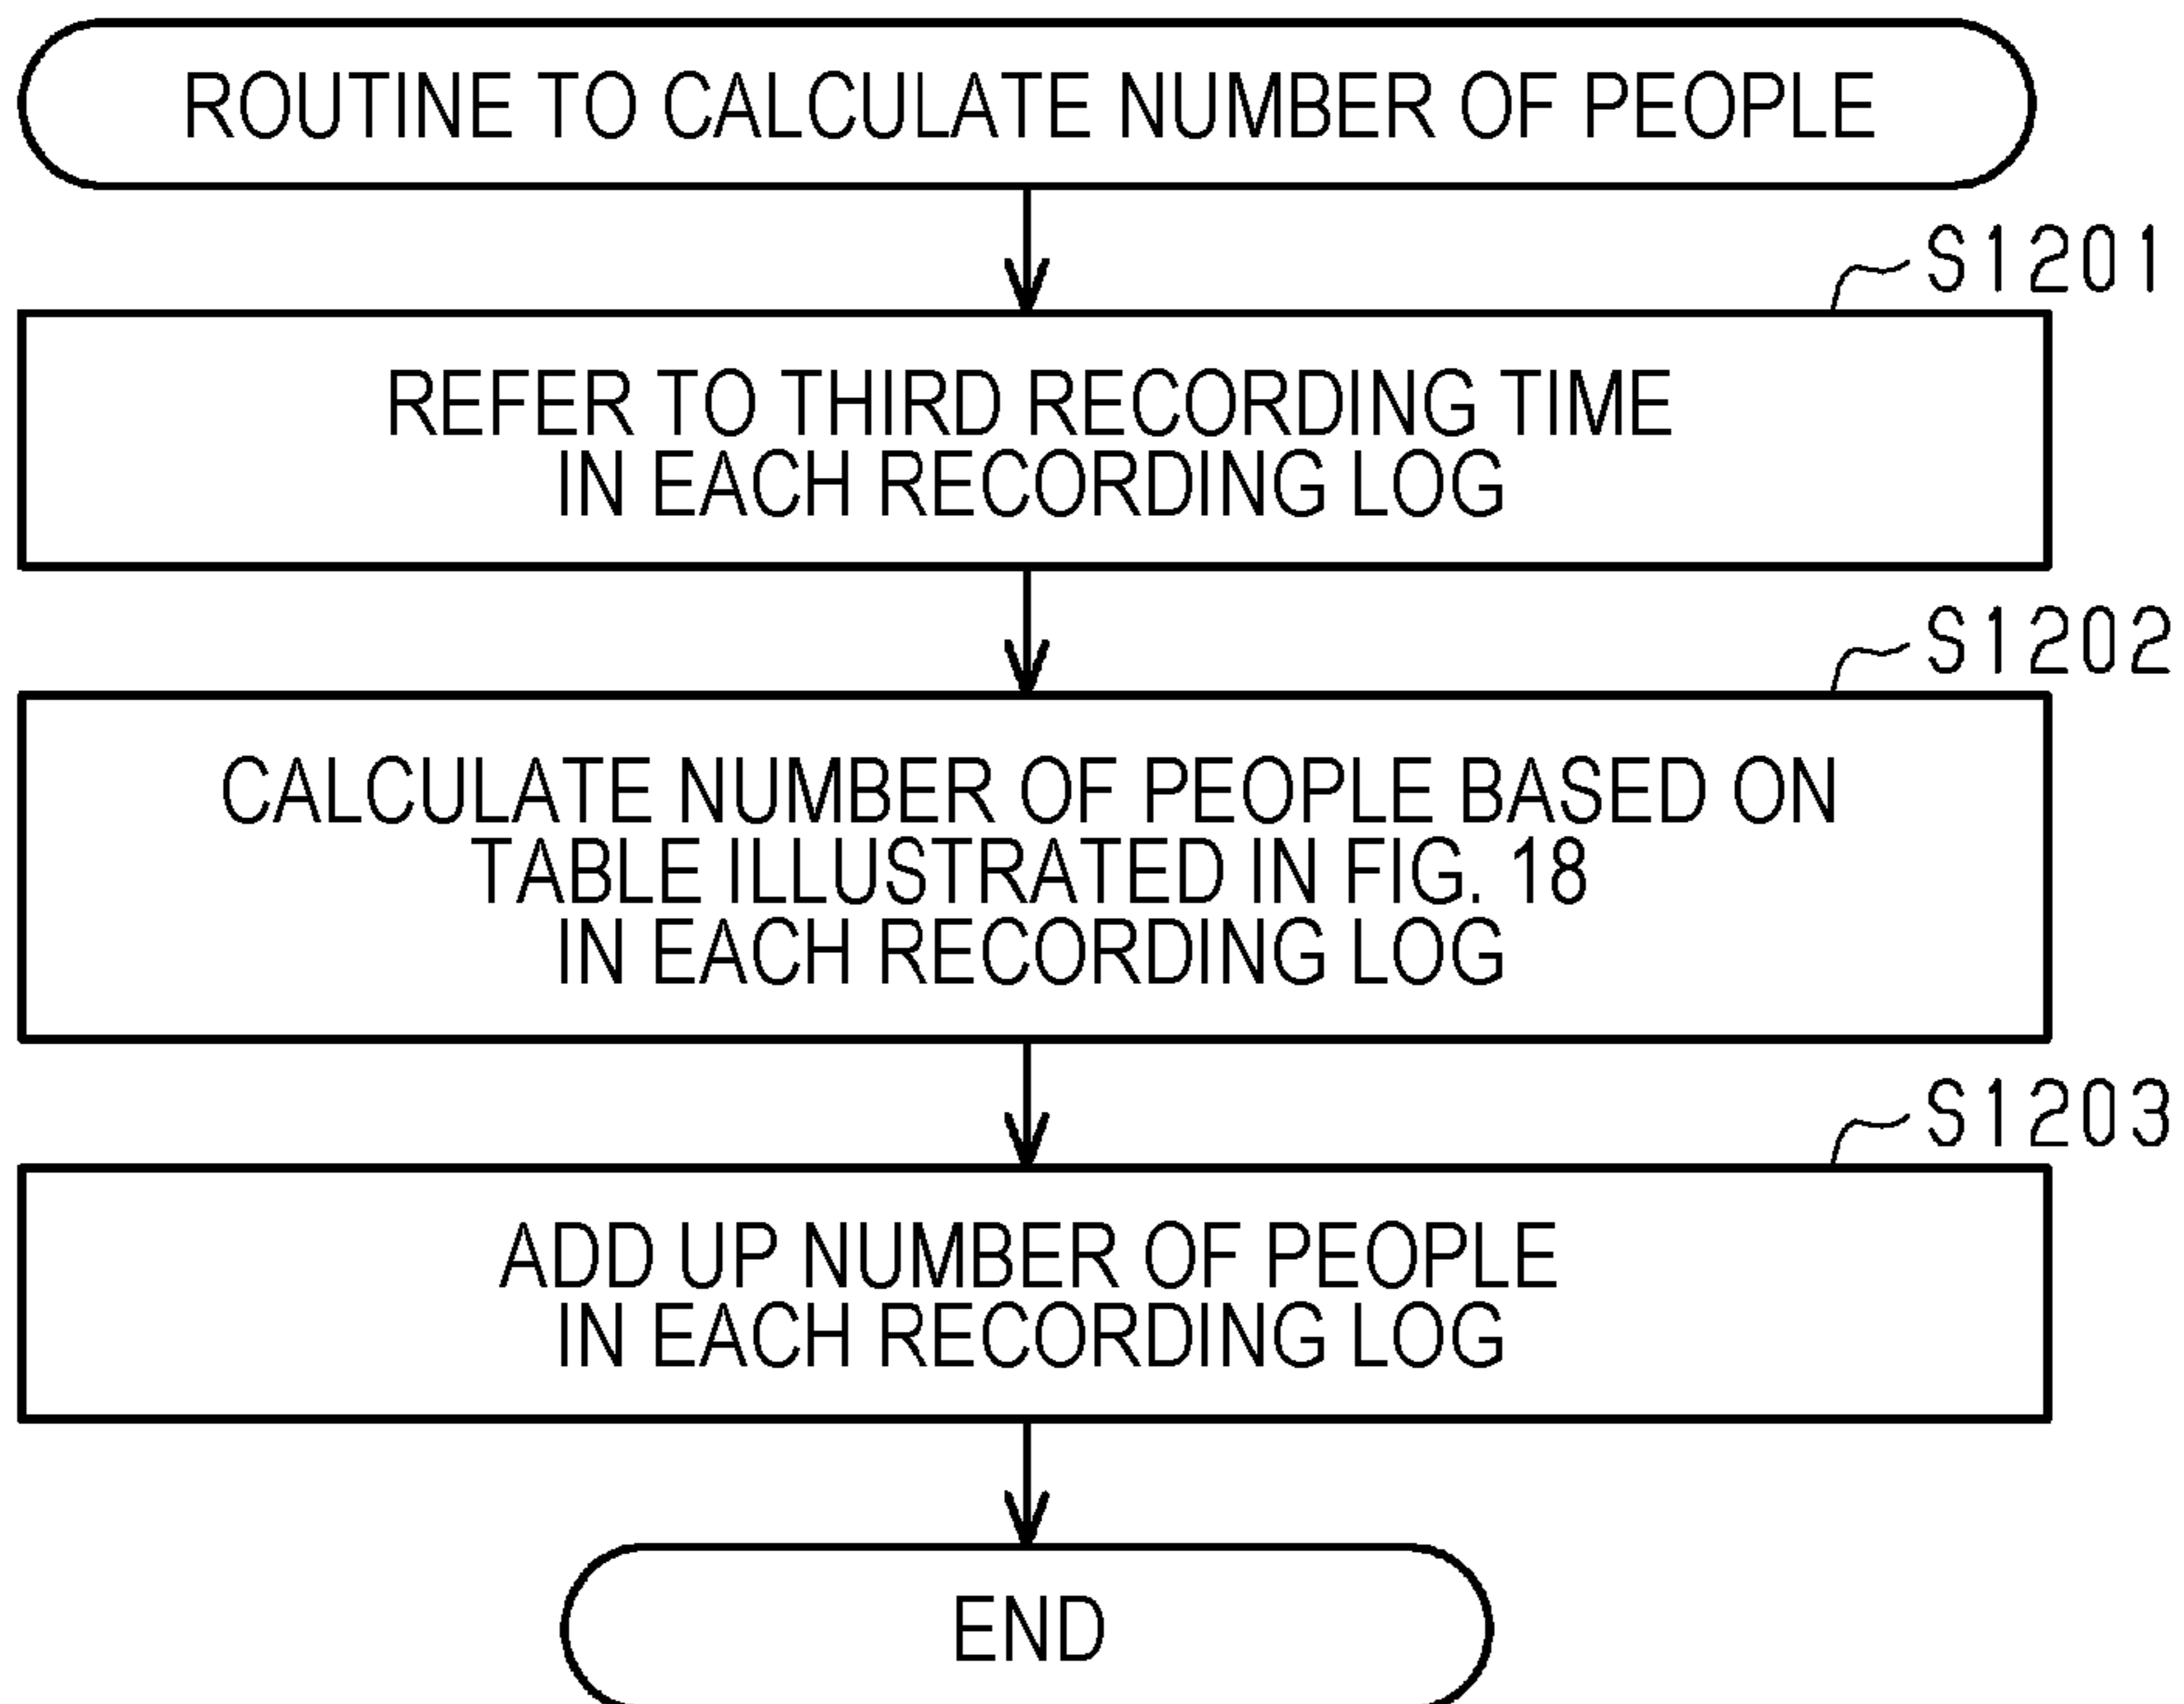 ROUTINE TO CALCULATE NUMBER OF PEOPLE
S1201
REFER TO THIRD RECORDING TIME
IN EACH RECORDING LOG
S1202
CALCULATE NUMBER OF PEOPLE BASED ON
TABLE ILLUSTRATED IN FIG. 18
IN EACH RECORDING LOG
S1203
ADD UP NUMBER OF PEOPLE
IN EACH RECORDING LOG
END